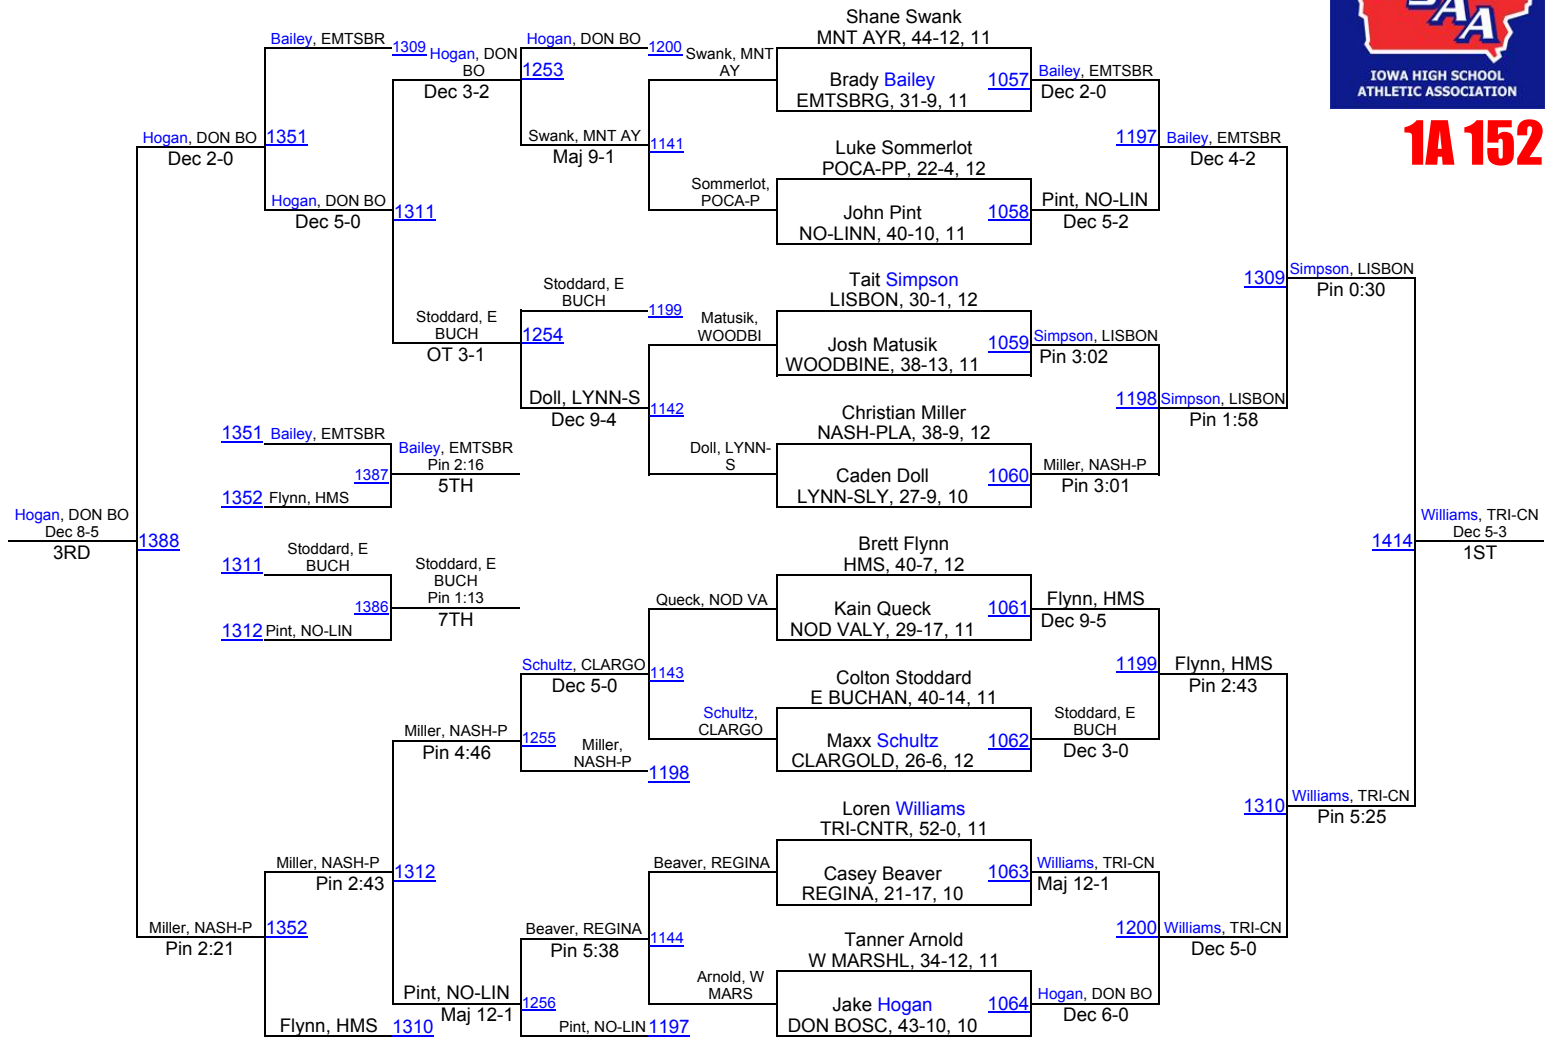 SAA
IOWA HIGH SCHOOL
ATHLETIC ASSOCIATION
1A 152
Shane Swank
MNT AYR, 44-12, 11
Brady Bailey
EMTSBRG, 31-9, 11
1057
Luke Sommerlot
POCA-PP, 22-4, 12
John Pint
NO-LINN, 40-10, 11
1058
Tait Simpson
LISBON, 30-1, 12
Josh Matusik
WOODBINE, 38-13, 11
1059
Christian Miller
NASH-PLA, 38-9, 12
Caden Doll
LYNN-SLY, 27-9, 10
1060
Brett Flynn
HMS, 40-7, 12
Kain Queck
NOD VALY, 29-17, 11
1061
Colton Stoddard
E BUCHAN, 40-14, 11
Maxx Schultz
CLARGOLD, 26-6, 12
1062
Loren Williams
TRI-CNTR, 52-0, 11
Casey Beaver
REGINA, 21-17, 10
1063
Tanner Arnold
W MARSHL, 34-12, 11
Jake Hogan
DON BOSC, 43-10, 10
1064
Bailey, EMTSBR
Dec 2-0
Pint, NO-LIN
Dec 5-2
Simpson, LISBON
Pin 3:02
Miller, NASH-P
Pin 3:01
Flynn, HMS
Dec 9-5
Stoddard, E
BUCH
Dec 3-0
Williams, TRI-CN
Maj 12-1
Hogan, DON BO
Dec 6-0
1197
Bailey, EMTSBR
Dec 4-2
1198
Simpson, LISBON
Pin 1:58
1199
Flynn, HMS
Pin 2:43
1200
Williams, TRI-CN
Dec 5-0
1309
Simpson, LISBON
Pin 0:30
1310
Williams, TRI-CN
Pin 5:25
1414
Williams, TRI-CN
Dec 5-3
1ST
Swank, MNT
AY
Sommerlot,
POCA-P
1141
Matusik,
WOODBI
Doll, LYNN-
S
1142
Queck, NOD VA
Schultz,
CLARGO
1143
Beaver, REGINA
Arnold, W
MARS
1144
Hogan, DON BO
1200
Swank, MNT AY
Maj 9-1
1253
Stoddard, E
BUCH
1199
Doll, LYNN-S
Dec 9-4
1254
Schultz, CLARGO
Dec 5-0
Miller,
NASH-P
1198
1255
Beaver, REGINA
Pin 5:38
Pint, NO-LIN
1197
1256
Hogan, DON
BO
Dec 3-2
Stoddard, E
BUCH
OT 3-1
1311
Miller, NASH-P
Pin 4:46
Pint, NO-LIN
Maj 12-1
1312
Bailey, EMTSBR
1309
Hogan, DON BO
Dec 5-0
1351
Miller, NASH-P
Pin 2:43
Flynn, HMS
1310
1352
Hogan, DON BO
Dec 2-0
Miller, NASH-P
Pin 2:21
1388
Hogan, DON BO
Dec 8-5
3RD
1351
Bailey, EMTSBR
1352
Flynn, HMS
1387
Bailey, EMTSBR
Pin 2:16
5TH
1311
Stoddard, E
BUCH
1312
Pint, NO-LIN
1386
Stoddard, E
BUCH
Pin 1:13
7TH